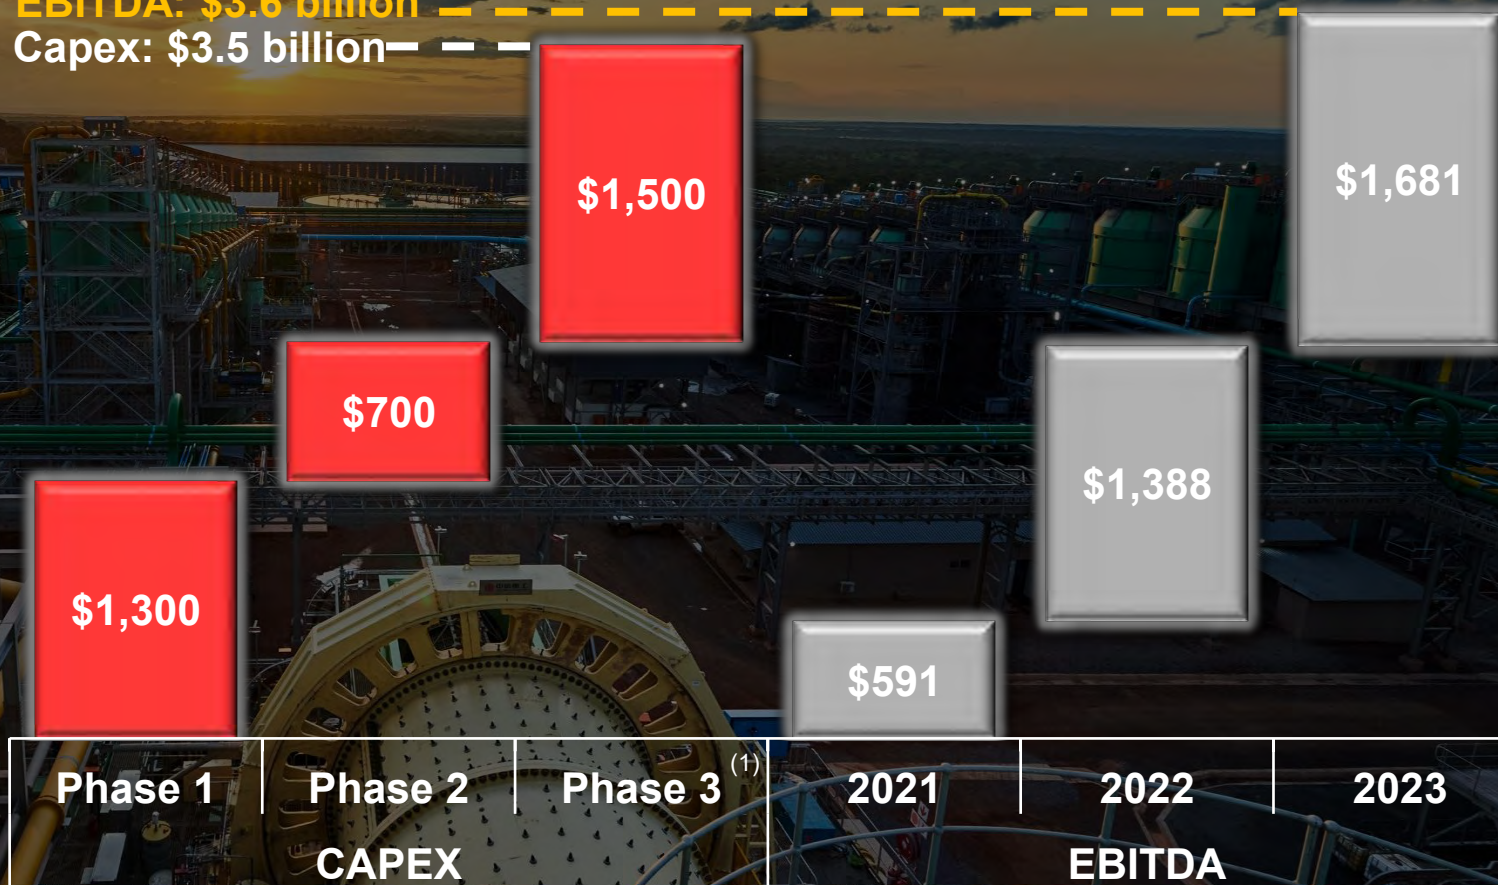 EBITDA: $3.6 billion
Capex: $3.5 billion
$1,500
$1,681
$700
$1,388
$1,300
$591
Phase 1 Phase 2 Phase 3 (1) 2021 2022 2023
CAPEX EBITDA